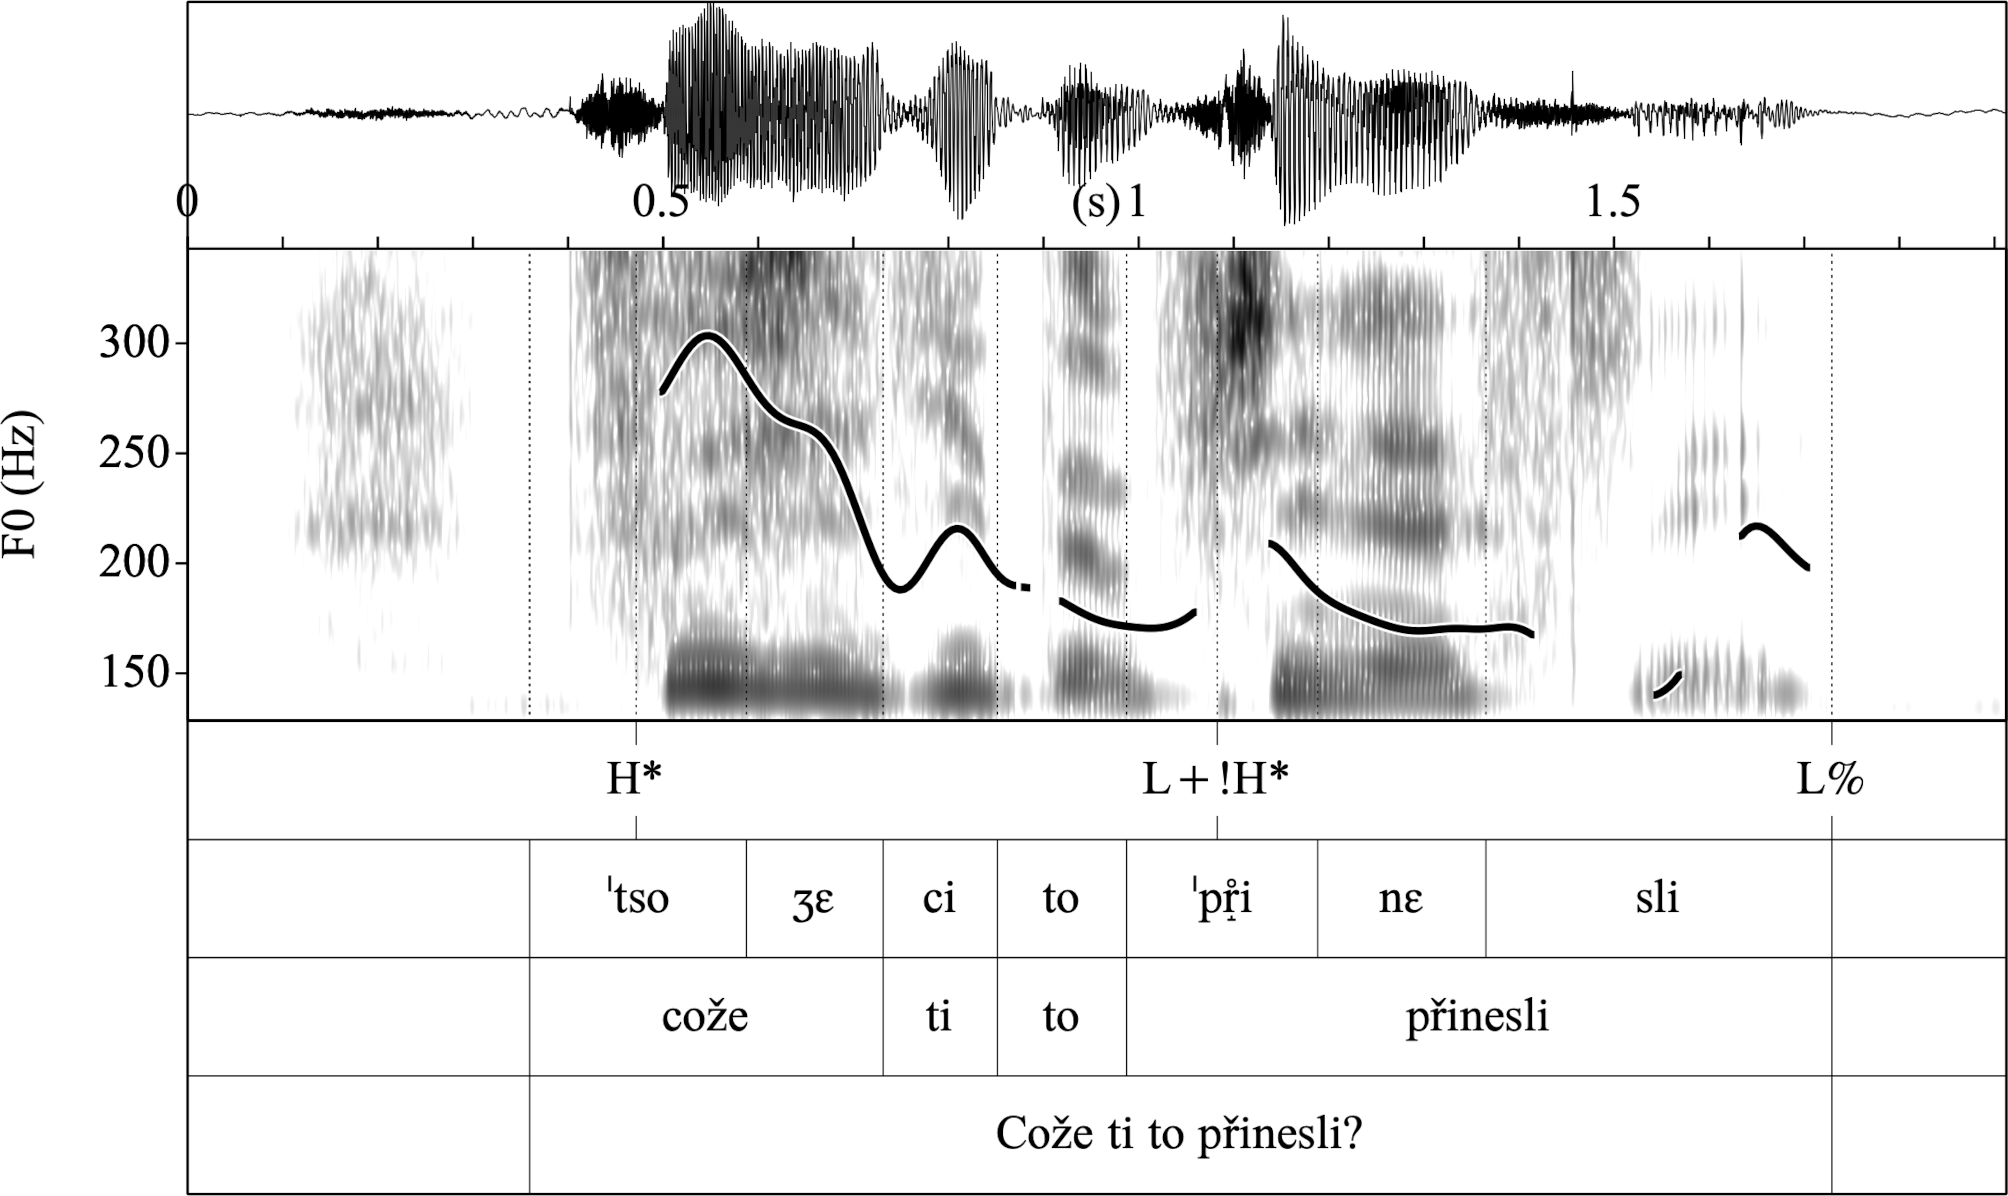 0 0.5 (s) 1 1.5
300
250
200
150
F0 (Hz)
H* L + !H* L%
ˈtso ʒɛ ci to ˈpr̝̊i nɛ sli
cože ti to přinesli
Cože ti to přinesli?